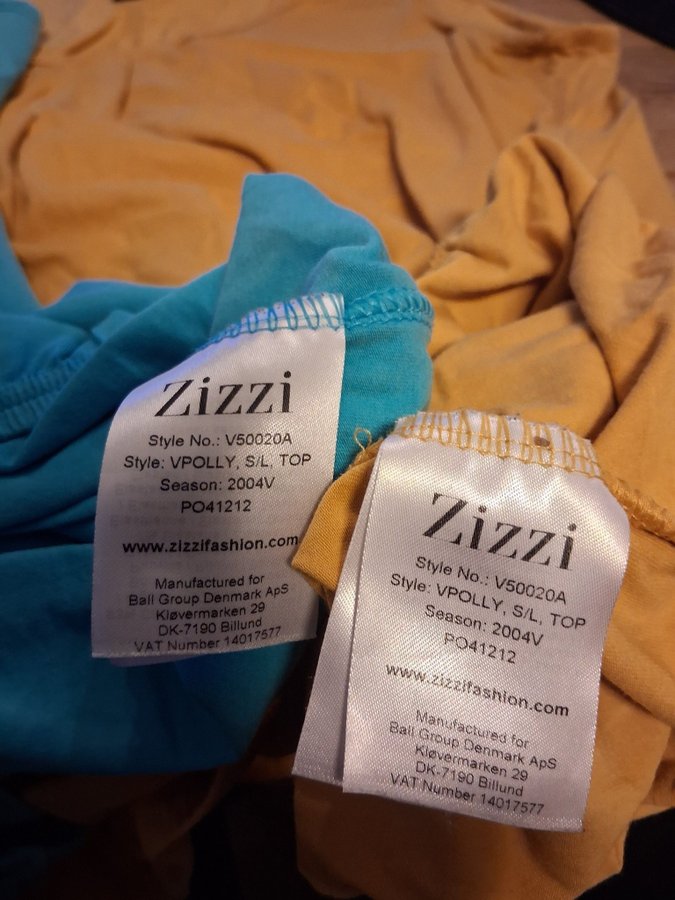 Zizzi
Style No.: V50020A
Style: VPOLLY, S/L, TOP
Season: 2004V
PO41212
www.zizzifashion.com
Manufactured for
Ball Group Denmark ApS
Kløvermarken 29
DK-7190 Billund
VAT Number 14017577
Zizzi
Style No.: V50020A
Style: VPOLLY, S/L, TOP
Season: 2004V
PO41212
www.zizzifashion.com
Manufactured for
Ball Group Denmark ApS
Kløvermarken 29
DK-7190 Billund
VAT Number 14017577